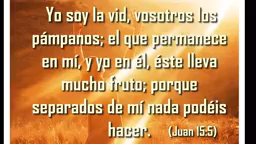 Yo soy la vid, vosotros los
pámpanos; el que permanece
en mí, y yo en él, éste lleva
mucho fruto; porque
separados de mí nada podéis
hacer. (Juan 15:5)